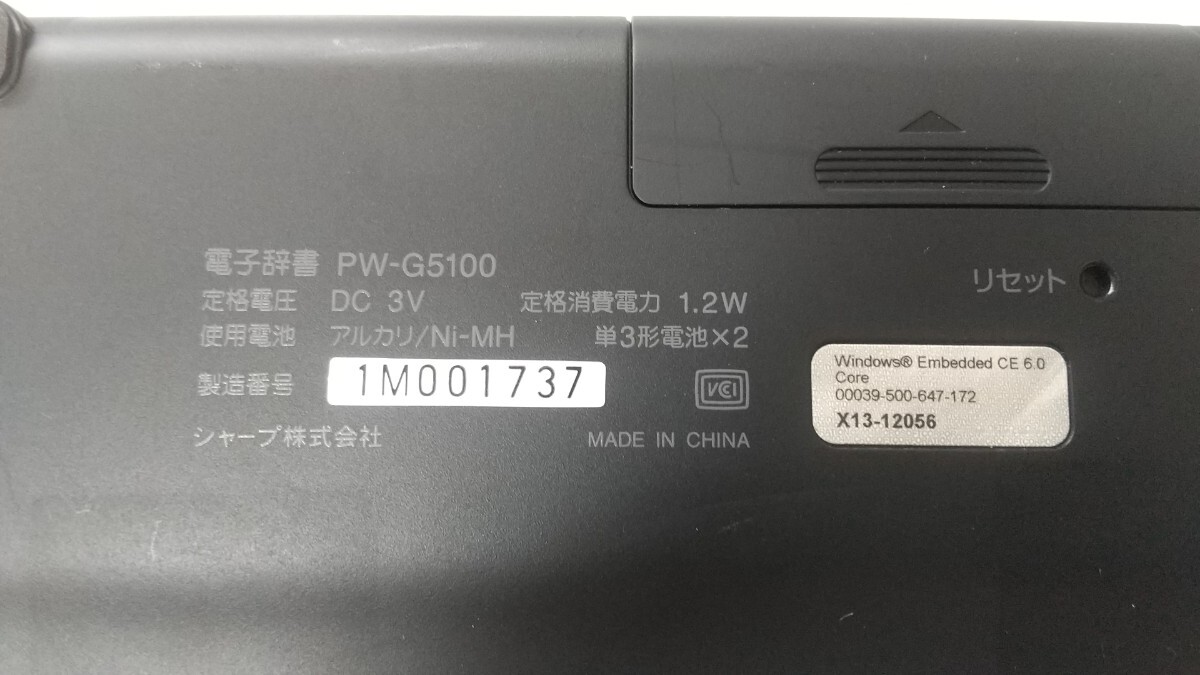 電子辞書 PW-G5100
定格電圧 DC 3V 定格消費電力 1.2W
使用電池 アルカリ/Ni-MH 単3形電池×2
製造番号 1M001737
VCCI
シャープ株式会社 MADE IN CHINA
リセット
Windows® Embedded CE 6.0
Core
00039-500-647-172
X13-12056